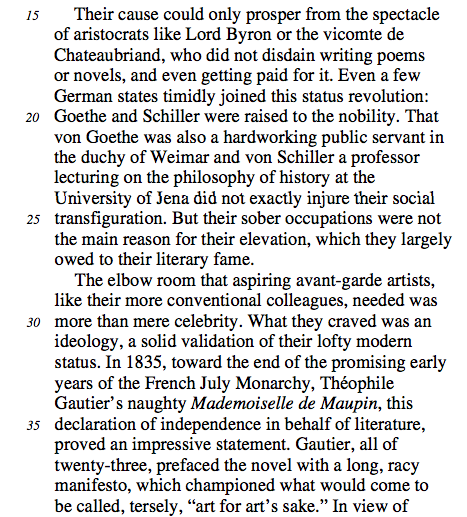 15 Their cause could only prosper from the spectacle
of aristocrats like Lord Byron or the vicomte de
Chateaubriand, who did not disdain writing poems
or novels, and even getting paid for it. Even a few
German states timidly joined this status revolution:
20 Goethe and Schiller were raised to the nobility. That
von Goethe was also a hardworking public servant in
the duchy of Weimar and von Schiller a professor
lecturing on the philosophy of history at the
University of Jena did not exactly injure their social
25 transfiguration. But their sober occupations were not
the main reason for their elevation, which they largely
owed to their literary fame.
The elbow room that aspiring avant-garde artists,
like their more conventional colleagues, needed was
30 more than mere celebrity. What they craved was an
ideology, a solid validation of their lofty modern
status. In 1835, toward the end of the promising early
years of the French July Monarchy, Théophile
Gautier’s naughty Mademoiselle de Maupin, this
35 declaration of independence in behalf of literature,
proved an impressive statement. Gautier, all of
twenty-three, prefaced the novel with a long, racy
manifesto, which championed what would come to
be called, tersely, “art for art’s sake.” In view of